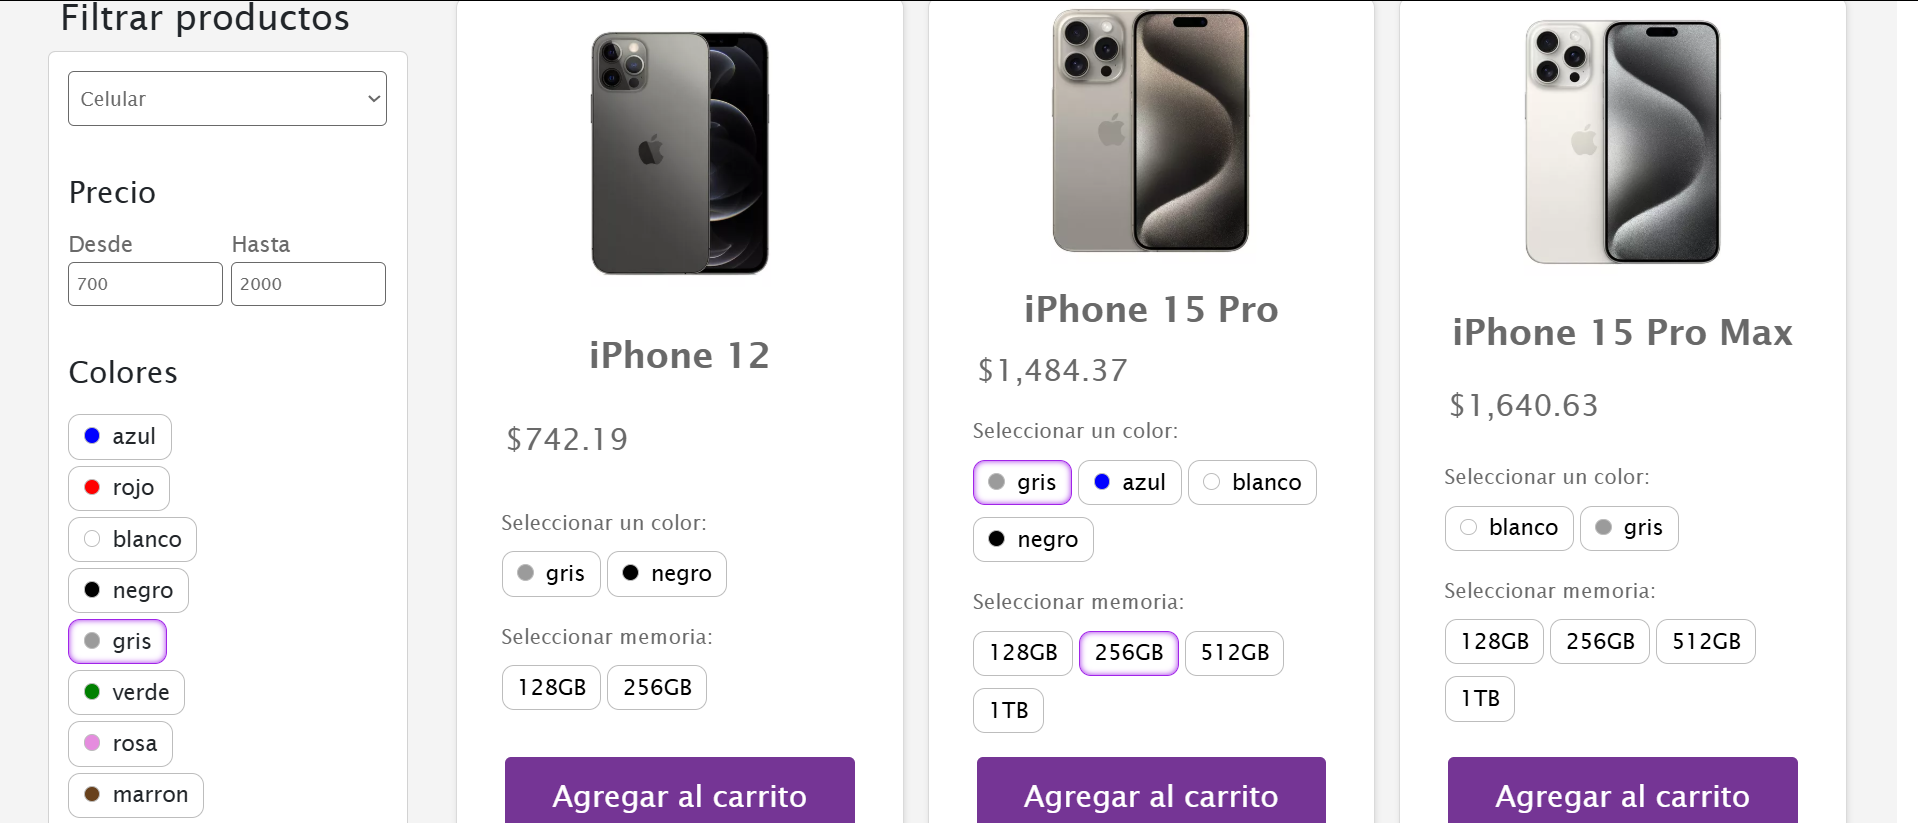 Filtrar productos
Celular
Precio
Desde Hasta
700 2000
Colores
azul
rojo
blanco
negro
gris
verde
rosa
marron
iPhone 12
$742.19
Seleccionar un color:
gris negro
Seleccionar memoria:
128GB 256GB
Agregar al carrito
iPhone 15 Pro
$1,484.37
Seleccionar un color:
gris azul blanco
negro
Seleccionar memoria:
128GB 256GB 512GB
1TB
Agregar al carrito
iPhone 15 Pro Max
$1,640.63
Seleccionar un color:
blanco gris
Seleccionar memoria:
128GB 256GB 512GB
1TB
Agregar al carrito